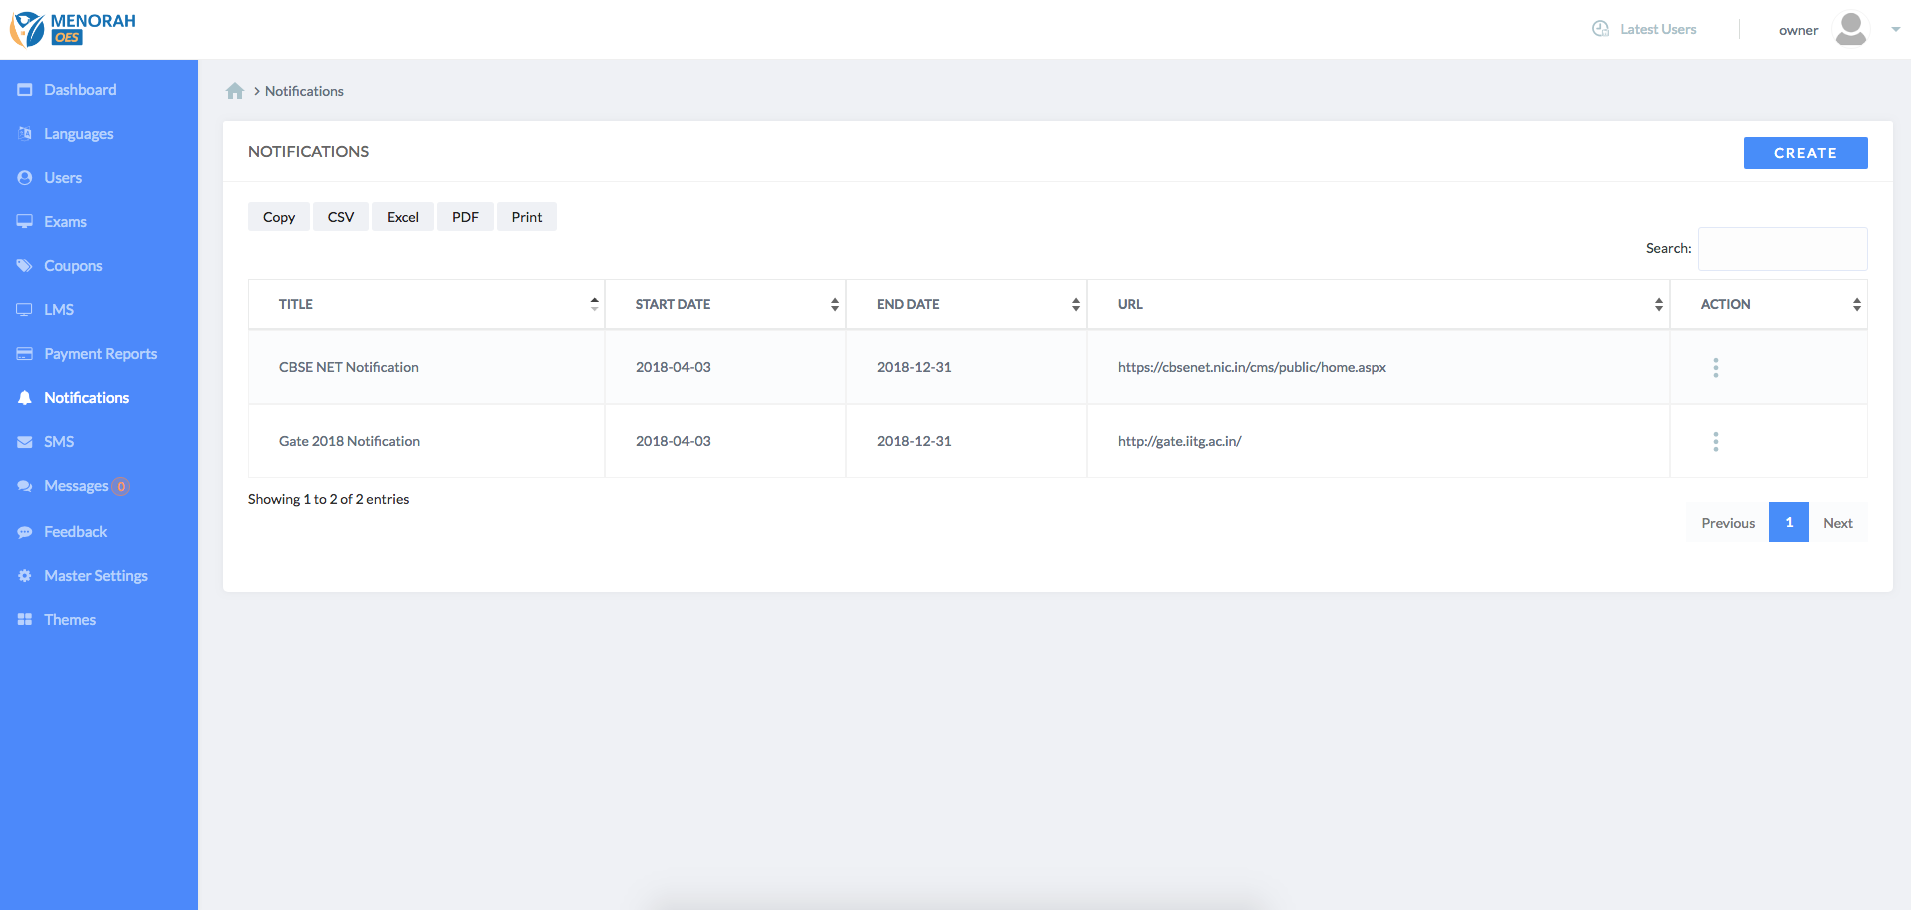 MENORAH
OES
Latest Users
owner
Dashboard
Languages
Users
Exams
Coupons
LMS
Payment Reports
Notifications
SMS
Messages 0
Feedback
Master Settings
Themes
> Notifications
NOTIFICATIONS
CREATE
Copy CSV Excel PDF Print
Search:
TITLE START DATE END DATE URL ACTION
CBSE NET Notification 2018-04-03 2018-12-31 https://cbsenet.nic.in/cms/public/home.aspx
Gate 2018 Notification 2018-04-03 2018-12-31 http://gate.iitg.ac.in/
Showing 1 to 2 of 2 entries
Previous 1 Next